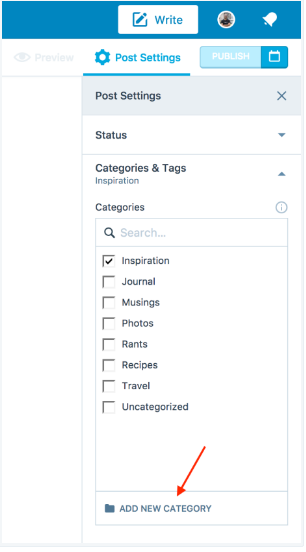 Write
Preview
Post Settings
PUBLISH
Post Settings
Status
Categories & Tags
Inspiration
Categories
Search...
Inspiration
Journal
Musings
Photos
Rants
Recipes
Travel
Uncategorized
ADD NEW CATEGORY